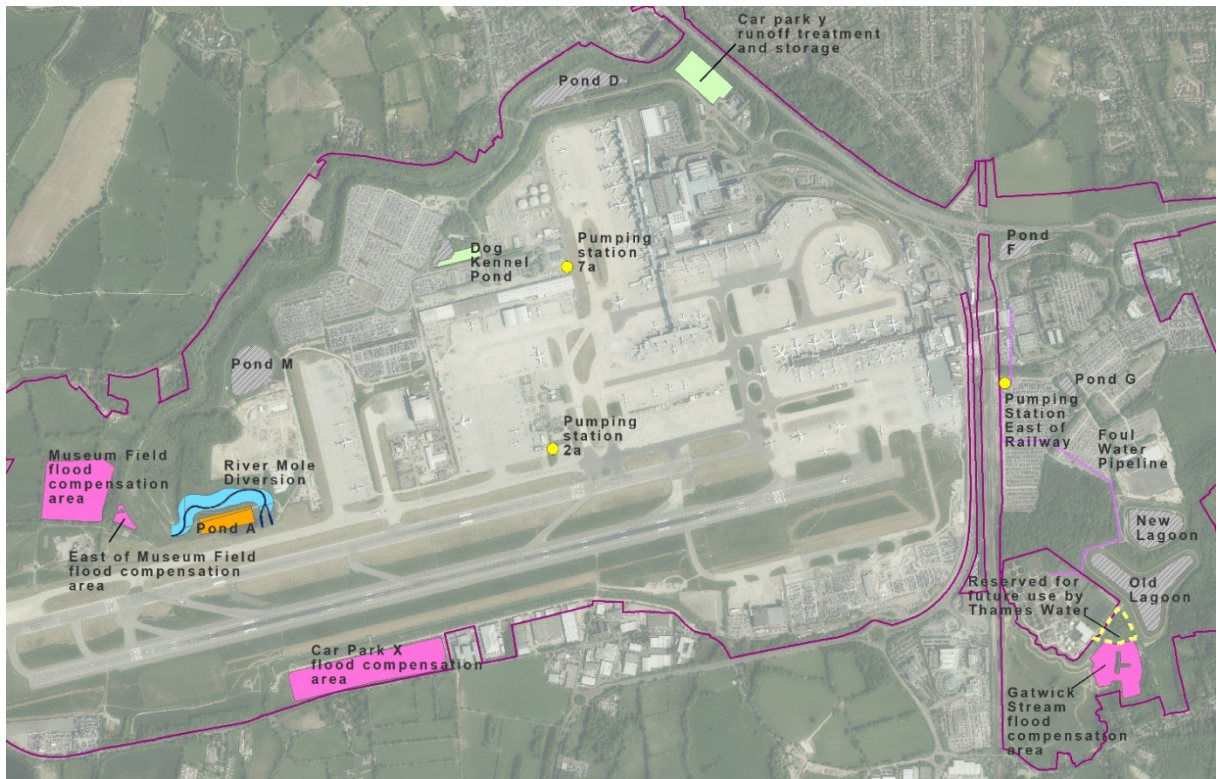 Car park y
runoff treatment
and storage
Pond D
Dog
Kennel
Pond
Pumping
station
7a
Pond
F
Pond M
Pond G
Pumping
Station
East of
Railway
Pumping
station
2a
Foul
Water
Pipeline
Museum Field
flood
compensation
area
River Mole
Diversion
Pond A
East of Museum Field
flood compensation
area
New
Lagoon
Reserved for
future use by
Thames Water
Old
Lagoon
Car Park X
flood compensation
area
Gatwick
Stream
flood
compensation
area